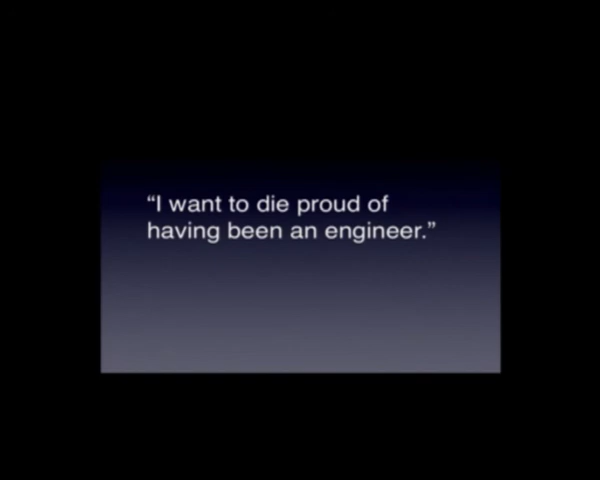 “I want to die proud of
having been an engineer.”